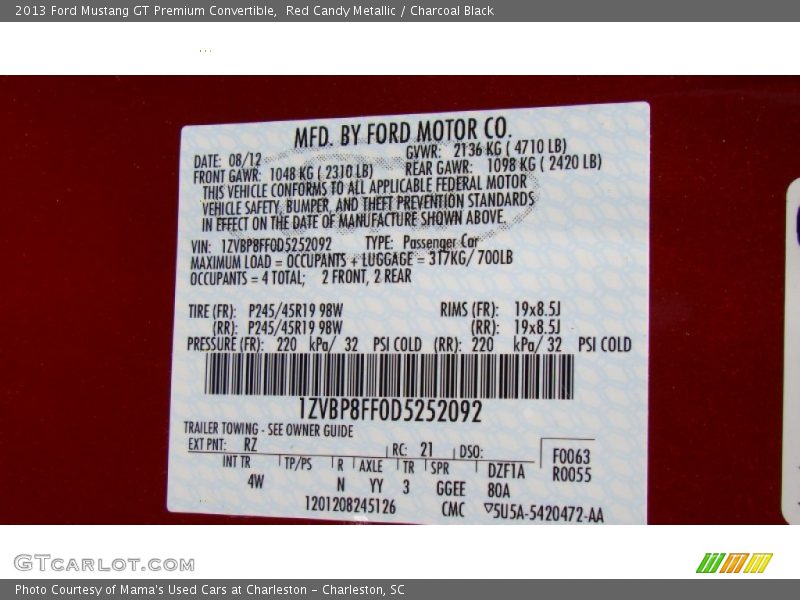 2013 Ford Mustang GT Premium Convertible, Red Candy Metallic / Charcoal Black
MFD. BY FORD MOTOR CO.
DATE: 08/12 GVWR: 2136 KG ( 4710 LB)
FRONT GAWR: 1048 KG ( 2310 LB) REAR GAWR: 1098 KG ( 2420 LB)
THIS VEHICLE CONFORMS TO ALL APPLICABLE FEDERAL MOTOR
VEHICLE SAFETY, BUMPER, AND THEFT PREVENTION STANDARDS
IN EFFECT ON THE DATE OF MANUFACTURE SHOWN ABOVE.
VIN: 1ZVBP8FF0D5252092 TYPE: Passenger Car
MAXIMUM LOAD = OCCUPANTS + LUGGAGE = 317KG/ 700LB
OCCUPANTS = 4 TOTAL; 2 FRONT, 2 REAR
TIRE (FR): P245/45R19 98W RIMS (FR): 19x8.5J
(RR): P245/45R19 98W (RR): 19x8.5J
PRESSURE (FR): 220 kPa/ 32 PSI COLD (RR): 220 kPa/ 32 PSI COLD
1ZVBP8FF0D5252092
TRAILER TOWING - SEE OWNER GUIDE
EXT PNT: RZ RC: 21 DSO: F0063
INT TR TP/PS R AXLE TR SPR DZF1A R0055
4W N YY 3 GGEE 80A
1201208245126 CMC ▽5U5A-5420472-AA
GTCARLOT.COM
Photo Courtesy of Mama's Used Cars at Charleston - Charleston, SC